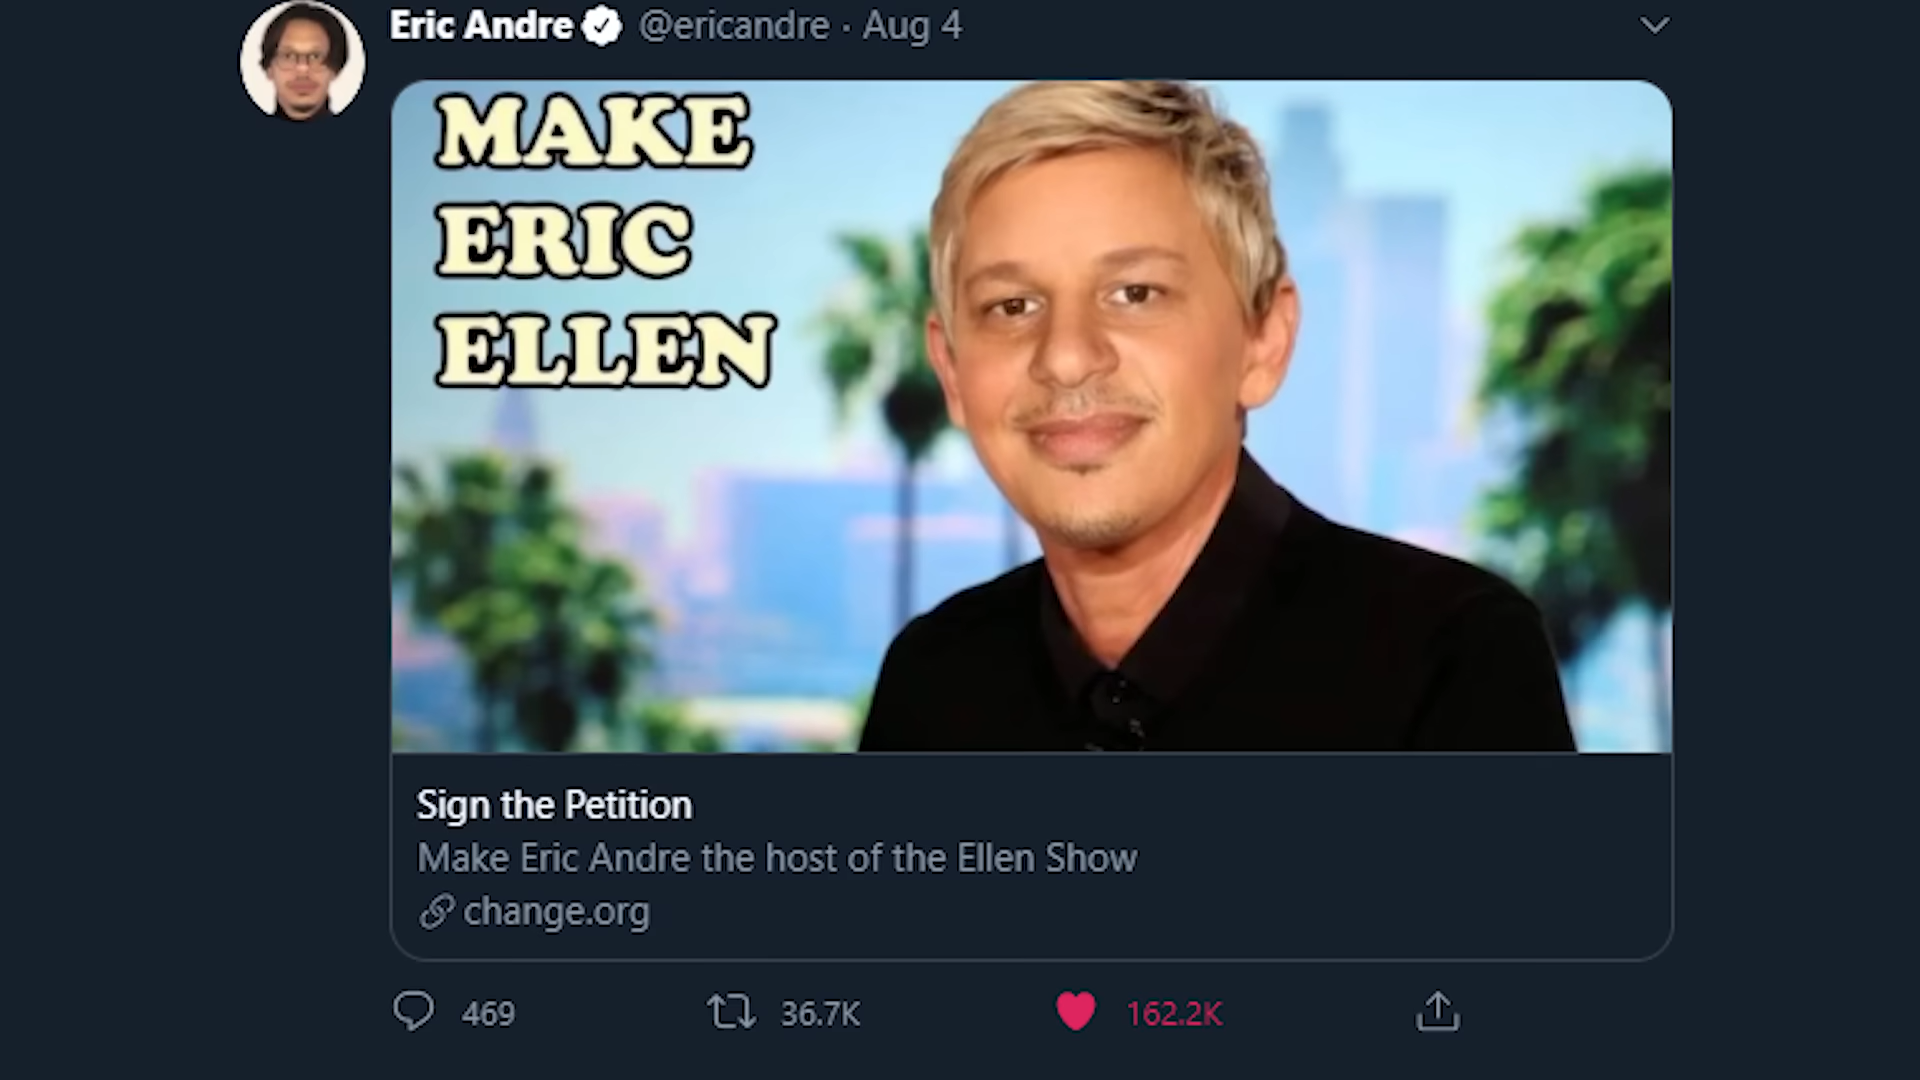 Eric Andre @ericandre · Aug 4
MAKE
ERIC
ELLEN
Sign the Petition
Make Eric Andre the host of the Ellen Show
change.org
469 36.7K 162.2K